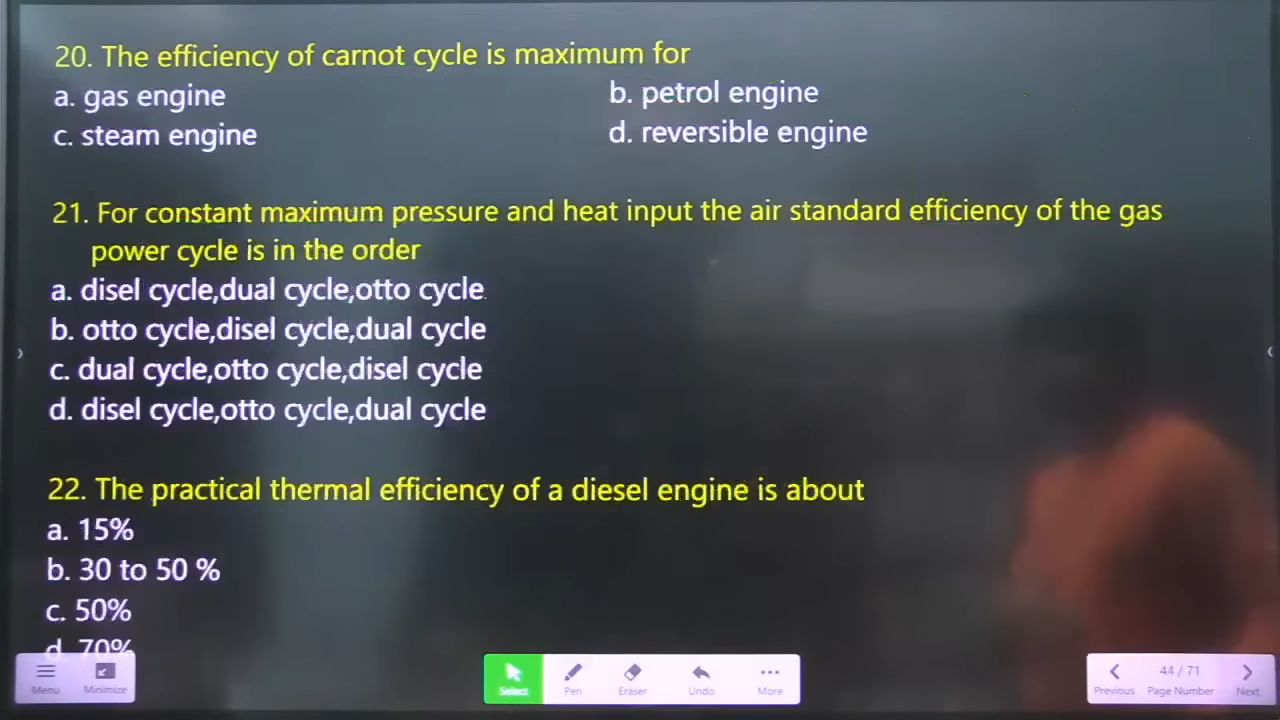 20. The efficiency of carnot cycle is maximum for
a. gas engine
b. petrol engine
c. steam engine
d. reversible engine
21. For constant maximum pressure and heat input the air standard efficiency of the gas
power cycle is in the order
a. disel cycle,dual cycle,otto cycle
b. otto cycle,disel cycle,dual cycle
c. dual cycle,otto cycle,disel cycle
d. disel cycle,otto cycle,dual cycle
22. The practical thermal efficiency of a diesel engine is about
a. 15%
b. 30 to 50 %
c. 50%
d. 70%
Menu
Minimize
Select
Pen
Eraser
Undo
More
44 / 71
Previous
Page Number
Next